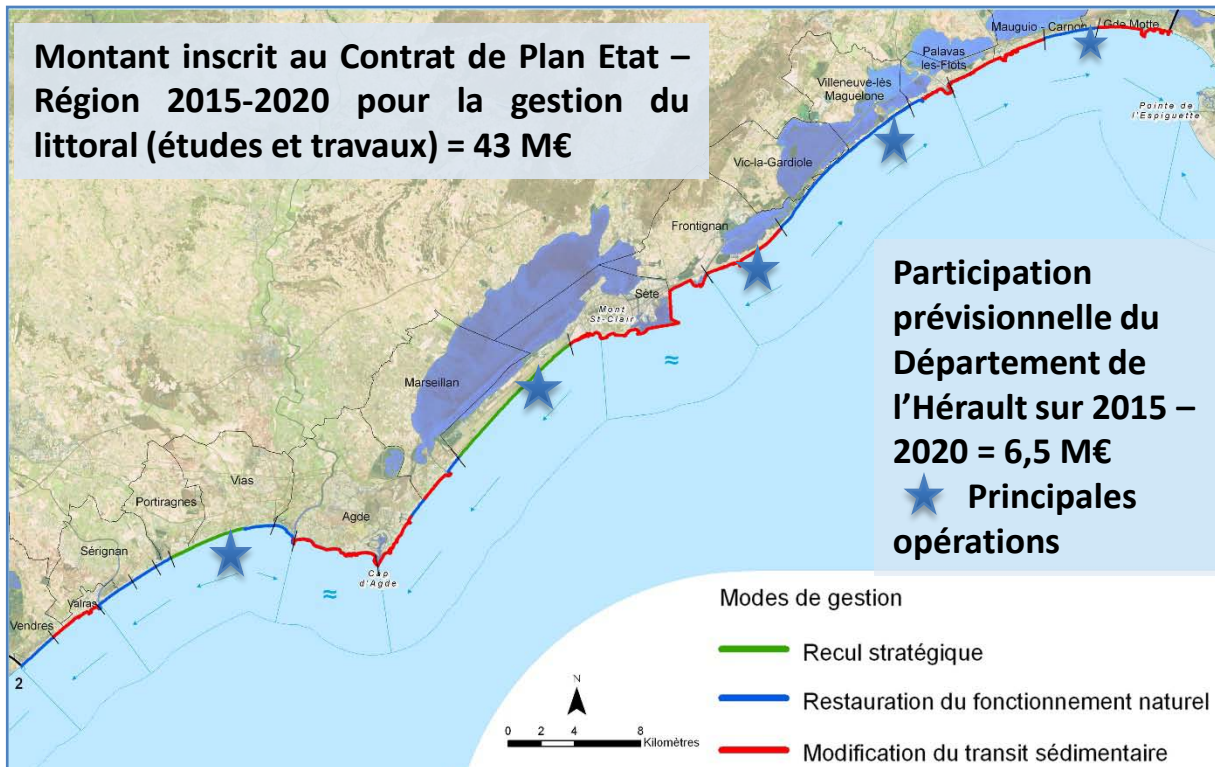 Montant inscrit au Contrat de Plan Etat –
Région 2015-2020 pour la gestion du
littoral (études et travaux) = 43 M€
Mauguio - Carnon
Gde Motte
Palavas
les-Flots
Villeneuve-lès
Maguelone
Pointe de
l'Espiguette
Vic-la-Gardiole
Frontignan
Sète
Mont
St-Clair
Marseillan
Participation
prévisionnelle du
Département de
l'Hérault sur 2015 –
2020 = 6,5 M€
Principales
opérations
Vias
Portiragnes
Agde
Sérignan
Cap
d'Agde
Valras
Vendres
2
Modes de gestion
Recul stratégique
Restauration du fonctionnement naturel
Modification du transit sédimentaire
N
0 2 4 8
Kilomètres